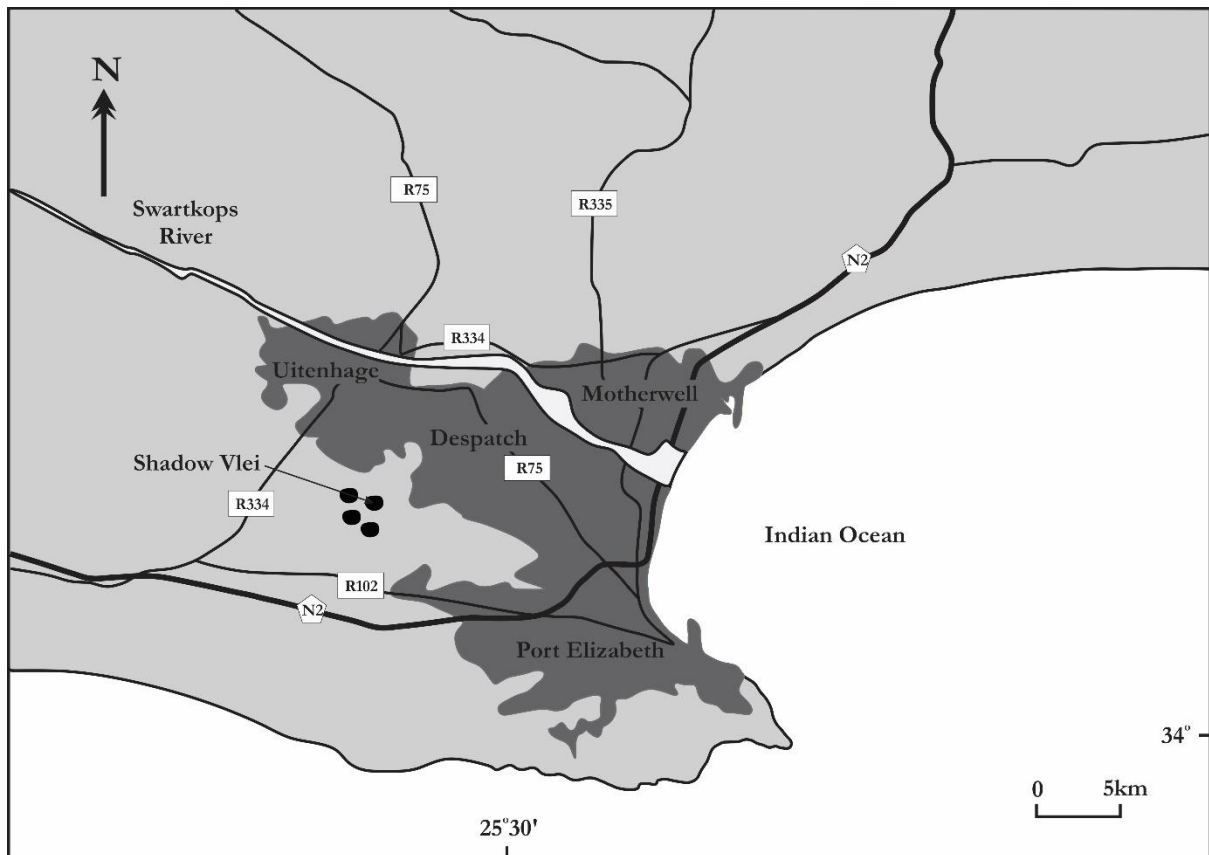 N
R75
R335
Swartkops
River
N2
R334
Uitenhage
Motherwell
Despatch
Shadow Vlei
R75
R334
Indian Ocean
R102
N2
Port Elizabeth
34°
0 5km
25°30'